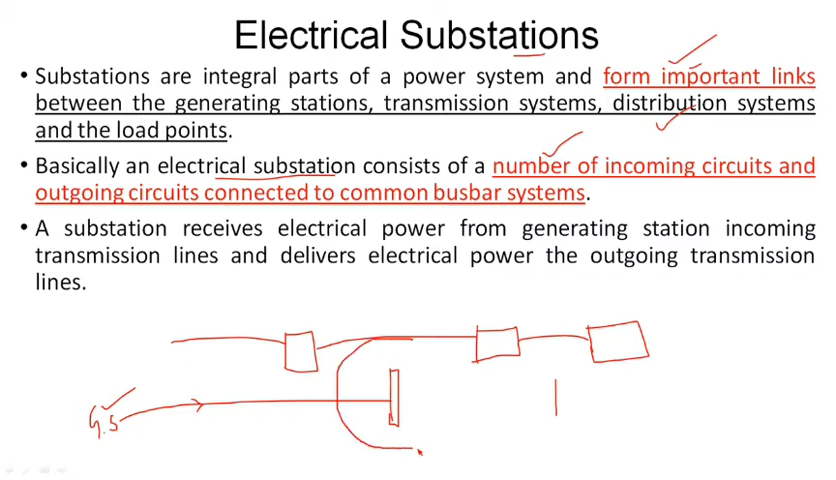 Electrical Substations
• Substations are integral parts of a power system and form important links
between the generating stations, transmission systems, distribution systems
and the load points.
• Basically an electrical substation consists of a number of incoming circuits and
outgoing circuits connected to common busbar systems.
• A substation receives electrical power from generating station incoming
transmission lines and delivers electrical power the outgoing transmission
lines.
G.S